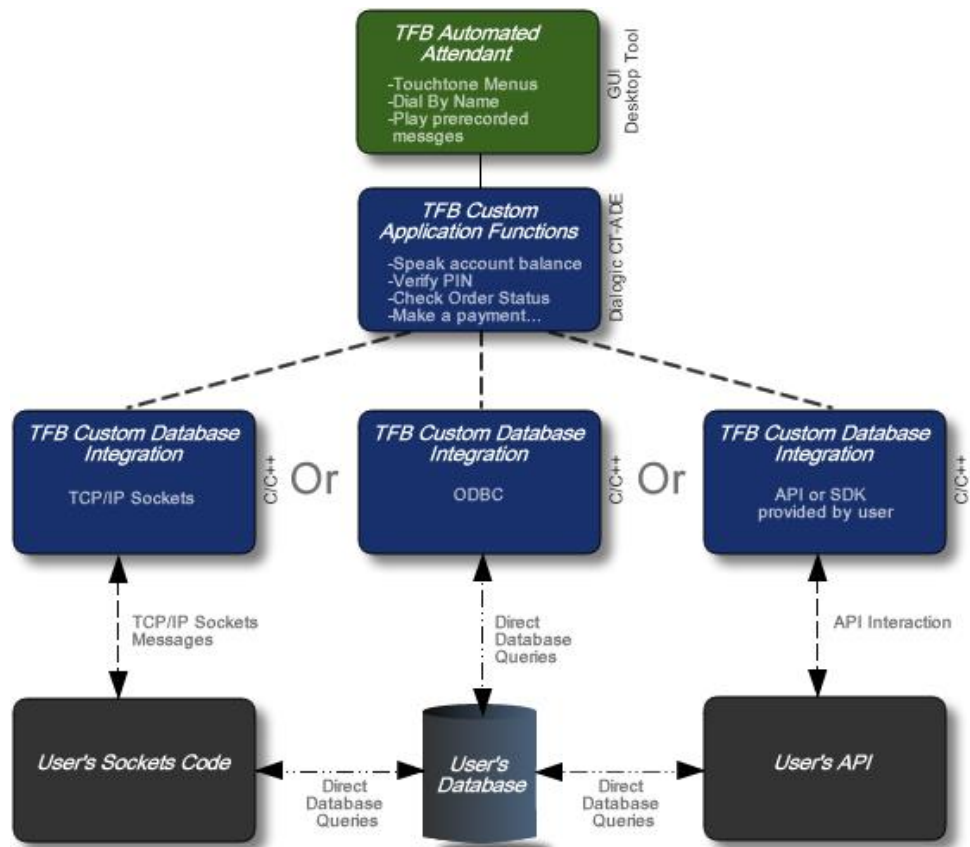 TFB Automated
Attendant
-Touchtone Menus
-Dial By Name
-Play prerecorded
messges
GUI
Desktop Tool
TFB Custom
Application Functions
-Speak account balance
-Verify PIN
-Check Order Status
-Make a payment...
Dialogic CT-ADE
TFB Custom Database
Integration
TCP/IP Sockets
C/C++
Or
TFB Custom Database
Integration
ODBC
C/C++
Or
TFB Custom Database
Integration
API or SDK
provided by user
C/C++
TCP/IP Sockets
Messages
Direct
Database
Queries
API Interaction
User's Sockets Code
Direct
Database
Queries
User's
Database
Direct
Database
Queries
User's API